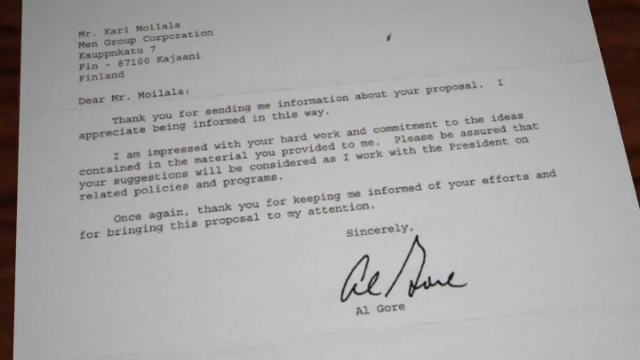 Mr. Kari Moilala
Men Group Corporation
Kauppnkatu 7
Fin - 87100 Kajaani
Finland
Dear Mr. Moilala:
Thank you for sending me information about your proposal. I
appreciate being informed in this way.
I am impressed with your hard work and commitment to the ideas
contained in the material you provided to me. Please be assured that
your suggestions will be considered as I work with the President on
related policies and programs.
Once again, thank you for keeping me informed of your efforts and
for bringing this proposal to my attention.
Sincerely,
Al Gore
Al Gore